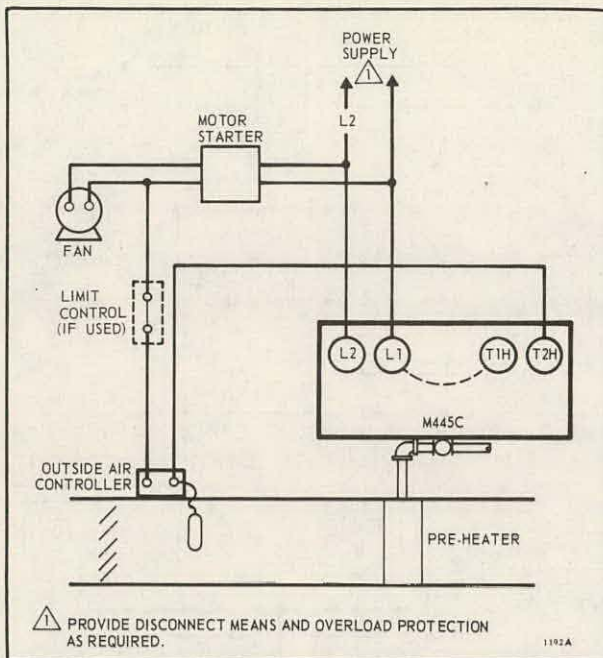 POWER
SUPPLY
1
L2
MOTOR
STARTER
FAN
LIMIT
CONTROL
(IF USED)
L2 L1 T1H T2H
M445C
OUTSIDE AIR
CONTROLLER
PRE-HEATER
1 PROVIDE DISCONNECT MEANS AND OVERLOAD PROTECTION
AS REQUIRED.
1192A